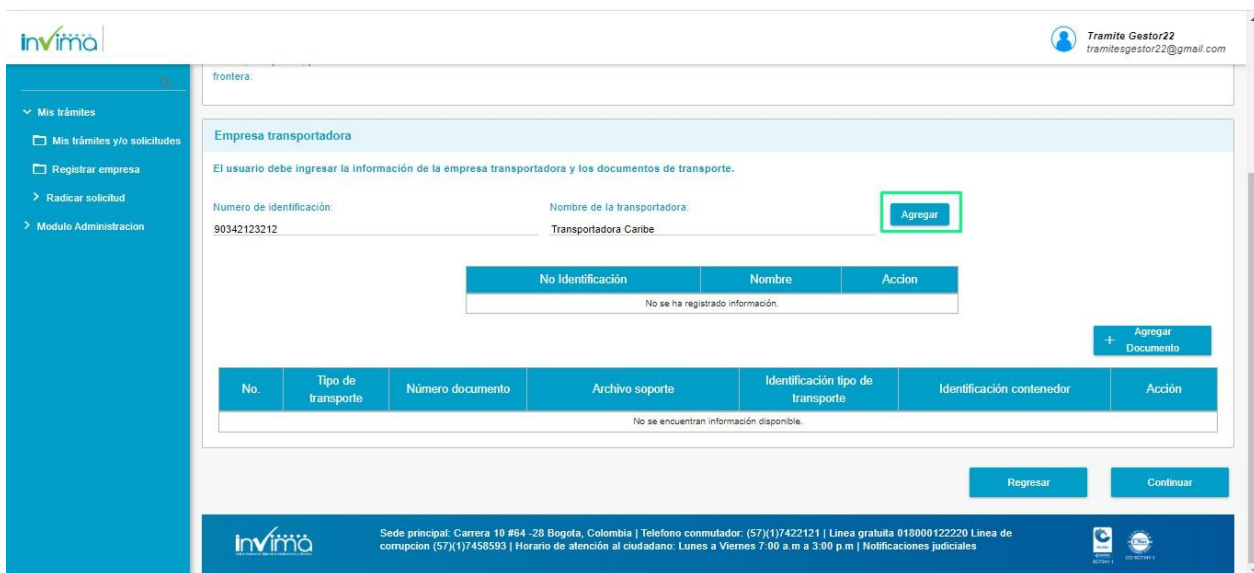 invima
Tramite Gestor22
tramitesgestor22@gmail.com
frontera:
Mis trámites
Mis trámites y/o solicitudes
Registrar empresa
Radicar solicitud
Modulo Administracion
Empresa transportadora
El usuario debe ingresar la información de la empresa transportadora y los documentos de transporte.
Numero de identificación:
Nombre de la transportadora:
Agregar
90342123212
Transportadora Caribe
No Identificación Nombre Accion
No se ha registrado información.
+ Agregar
Documento
No. Tipo de
transporte Número documento Archivo soporte Identificación tipo de
transporte Identificación contenedor Acción
No se encuentran información disponible.
Regresar Continuar
invima
Sede principal: Carrera 10 #64 -28 Bogota, Colombia | Telefono conmutador: (57)(1)7422121 | Linea gratuita 018000122220 Linea de
corrupcion (57)(1)7458593 | Horario de atención al ciudadano: Lunes a Viernes 7:00 a.m a 3:00 p.m | Notificaciones judiciales